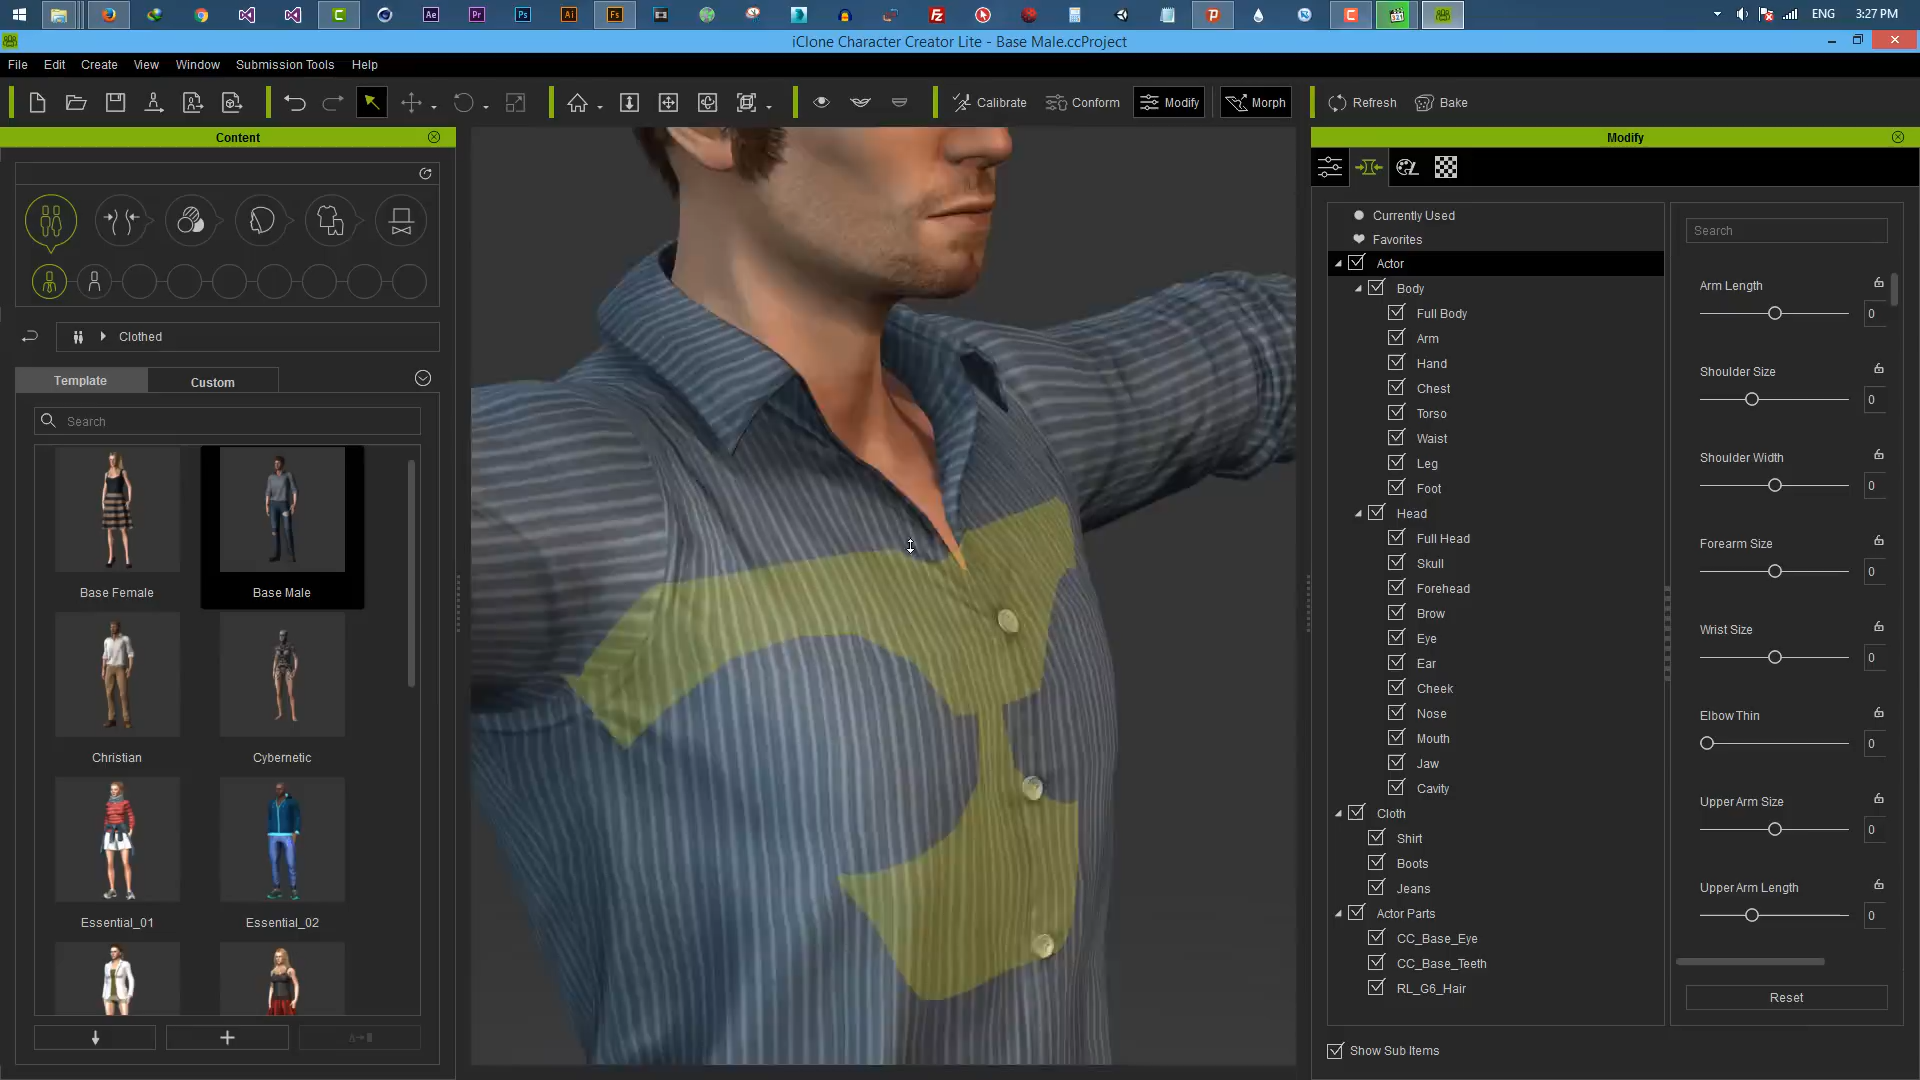 Ae
Pr
Ps
Ai
Fs
ENG
3:27 PM
iClone Character Creator Lite - Base Male.ccProject
File
Edit
Create
View
Window
Submission Tools
Help
Calibrate
Conform
Modify
Morph
Refresh
Bake
Content
Clothed
Template
Custom
Search
Base Female
Base Male
Christian
Cybernetic
Essential_01
Essential_02
Modify
Currently Used
Favorites
Actor
Body
Full Body
Arm
Hand
Chest
Torso
Waist
Leg
Foot
Head
Full Head
Skull
Forehead
Brow
Eye
Ear
Cheek
Nose
Mouth
Jaw
Cavity
Cloth
Shirt
Boots
Jeans
Actor Parts
CC_Base_Eye
CC_Base_Teeth
RL_G6_Hair
Show Sub Items
Search
Arm Length
0
Shoulder Size
0
Shoulder Width
0
Forearm Size
0
Wrist Size
0
Elbow Thin
0
Upper Arm Size
0
Upper Arm Length
0
Reset